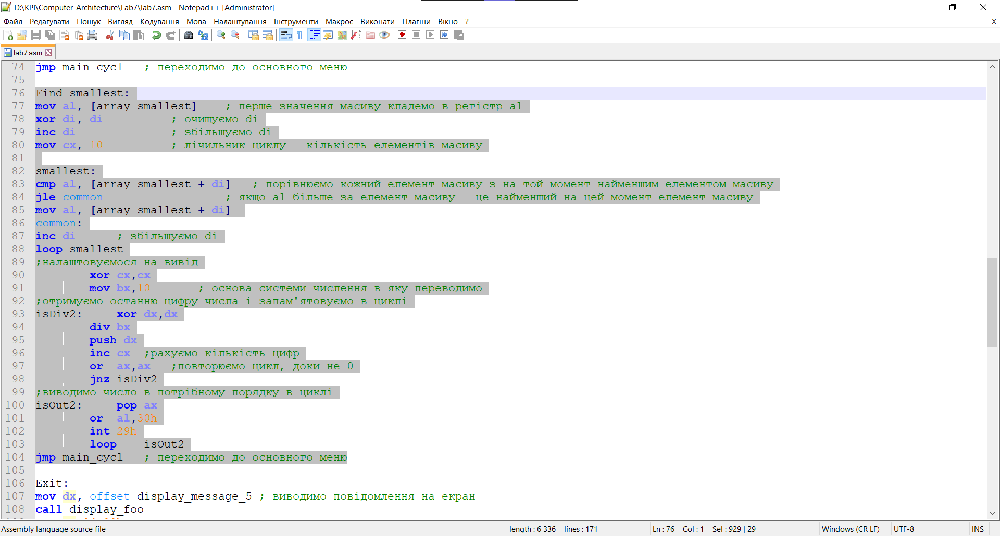 D:\KPI\Computer_Architecture\Lab7\lab7.asm - Notepad++ [Administrator]
Файл Редагувати Пошук Вигляд Кодування Мова Налаштування Інструменти Макрос Виконати Плагіни Вікно ? X
lab7.asm
74 jmp main_cycl ; переходимо до основного меню
75
76 Find_smallest:
77 mov al, [array_smallest] ; перше значення масиву кладемо в регістр al
78 xor di, di ; очищуємо di
79 inc di ; збільшуємо di
80 mov cx, 10 ; лічильник циклу - кількість елементів масиву
81
82 smallest:
83 cmp al, [array_smallest + di] ; порівнюємо кожний елемент масиву з на той момент найменшим елементом масиву
84 jle common ; якщо al більше за елемент масиву - це найменший на цей момент елемент масиву
85 mov al, [array_smallest + di]
86 common:
87 inc di ; збільшуємо di
88 loop smallest
89 ;налаштовуємося на вивід
90 xor cx,cx
91 mov bx,10 ; основа системи числення в яку переводимо
92 ;отримуємо останню цифру числа і запам'ятовуємо в циклі
93 isDiv2: xor dx,dx
94 div bx
95 push dx
96 inc cx ;рахуємо кількість цифр
97 or ax,ax ;повторюємо цикл, доки не 0
98 jnz isDiv2
99 ;виводимо число в потрібному порядку в циклі
100 isOut2: pop ax
101 or al,30h
102 int 29h
103 loop isOut2
104 jmp main_cycl ; переходимо до основного меню
105
106 Exit:
107 mov dx, offset display_message_5 ; виводимо повідомлення на екран
108 call display_foo
Assembly language source file length : 6 336 lines : 171 Ln : 76 Col : 1 Sel : 929 | 29 Windows (CR LF) UTF-8 INS